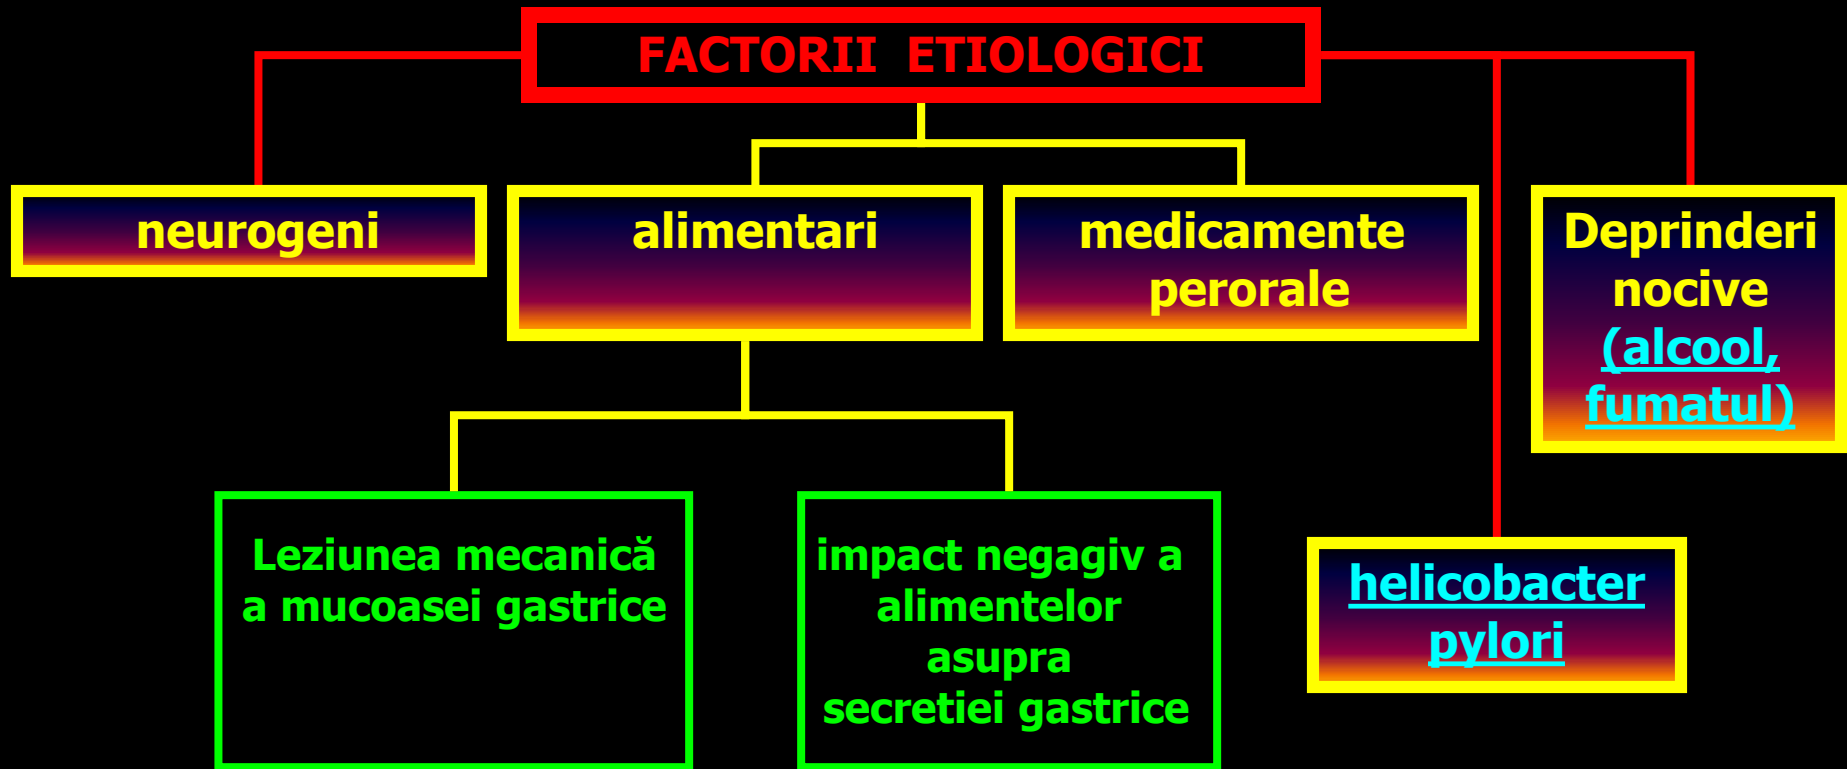 FACTORII ETIOLOGICI
neurogeni
alimentari
medicamente
perorale
Deprinderi
nocive
(alcool,
fumatul)
Leziunea mecanică
a mucoasei gastrice
impact negagiv a
alimentelor
asupra
secretiei gastrice
helicobacter
pylori